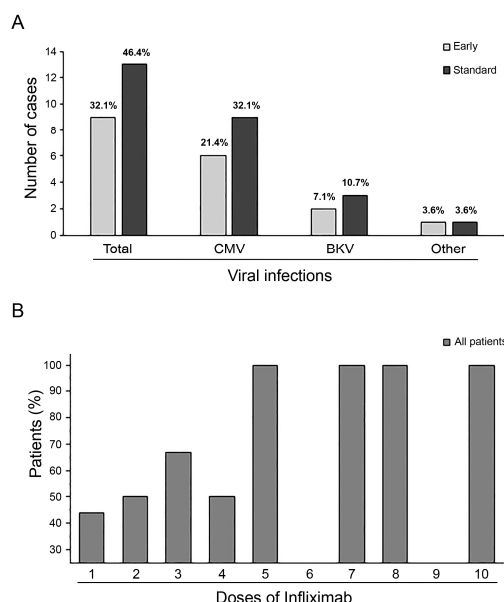 A
14
12
10
8
6
4
2
0
Number of cases
Early
Standard
32.1%
46.4%
21.4%
32.1%
7.1%
10.7%
3.6%
3.6%
Total
CMV
BKV
Other
Viral infections
B
All patients
100
90
80
70
60
50
40
30
Patients (%)
1
2
3
4
5
6
7
8
9
10
Doses of Infliximab